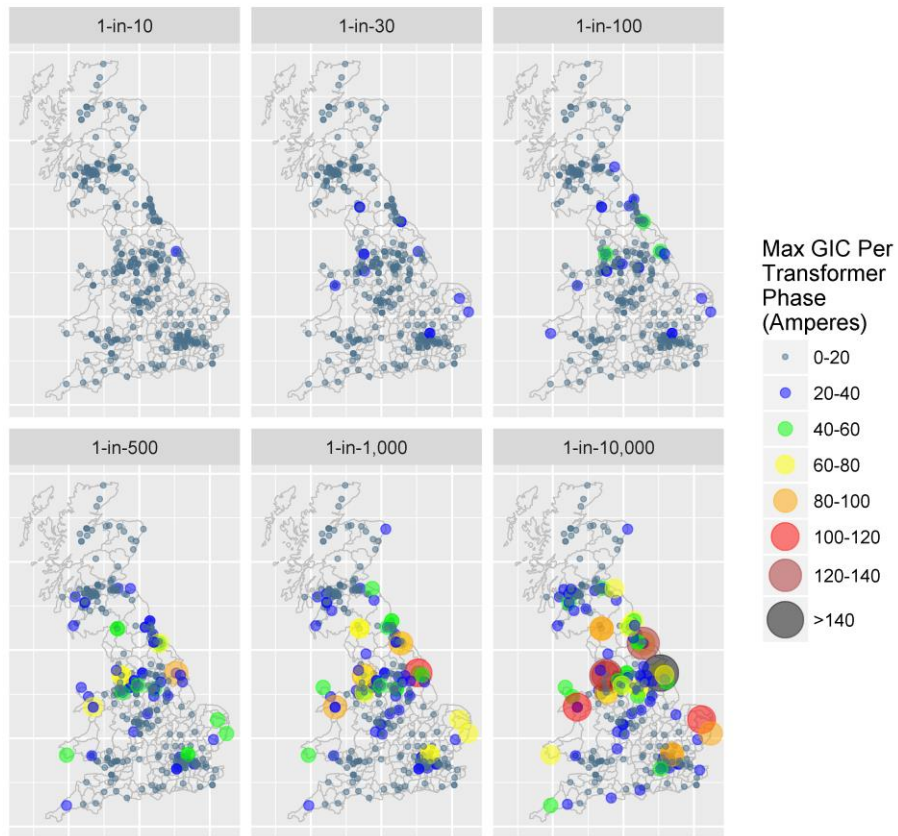 1-in-10
1-in-30
1-in-100
1-in-500
1-in-1,000
1-in-10,000
Max GIC Per
Transformer
Phase
(Amperes)
0-20
20-40
40-60
60-80
80-100
100-120
120-140
>140